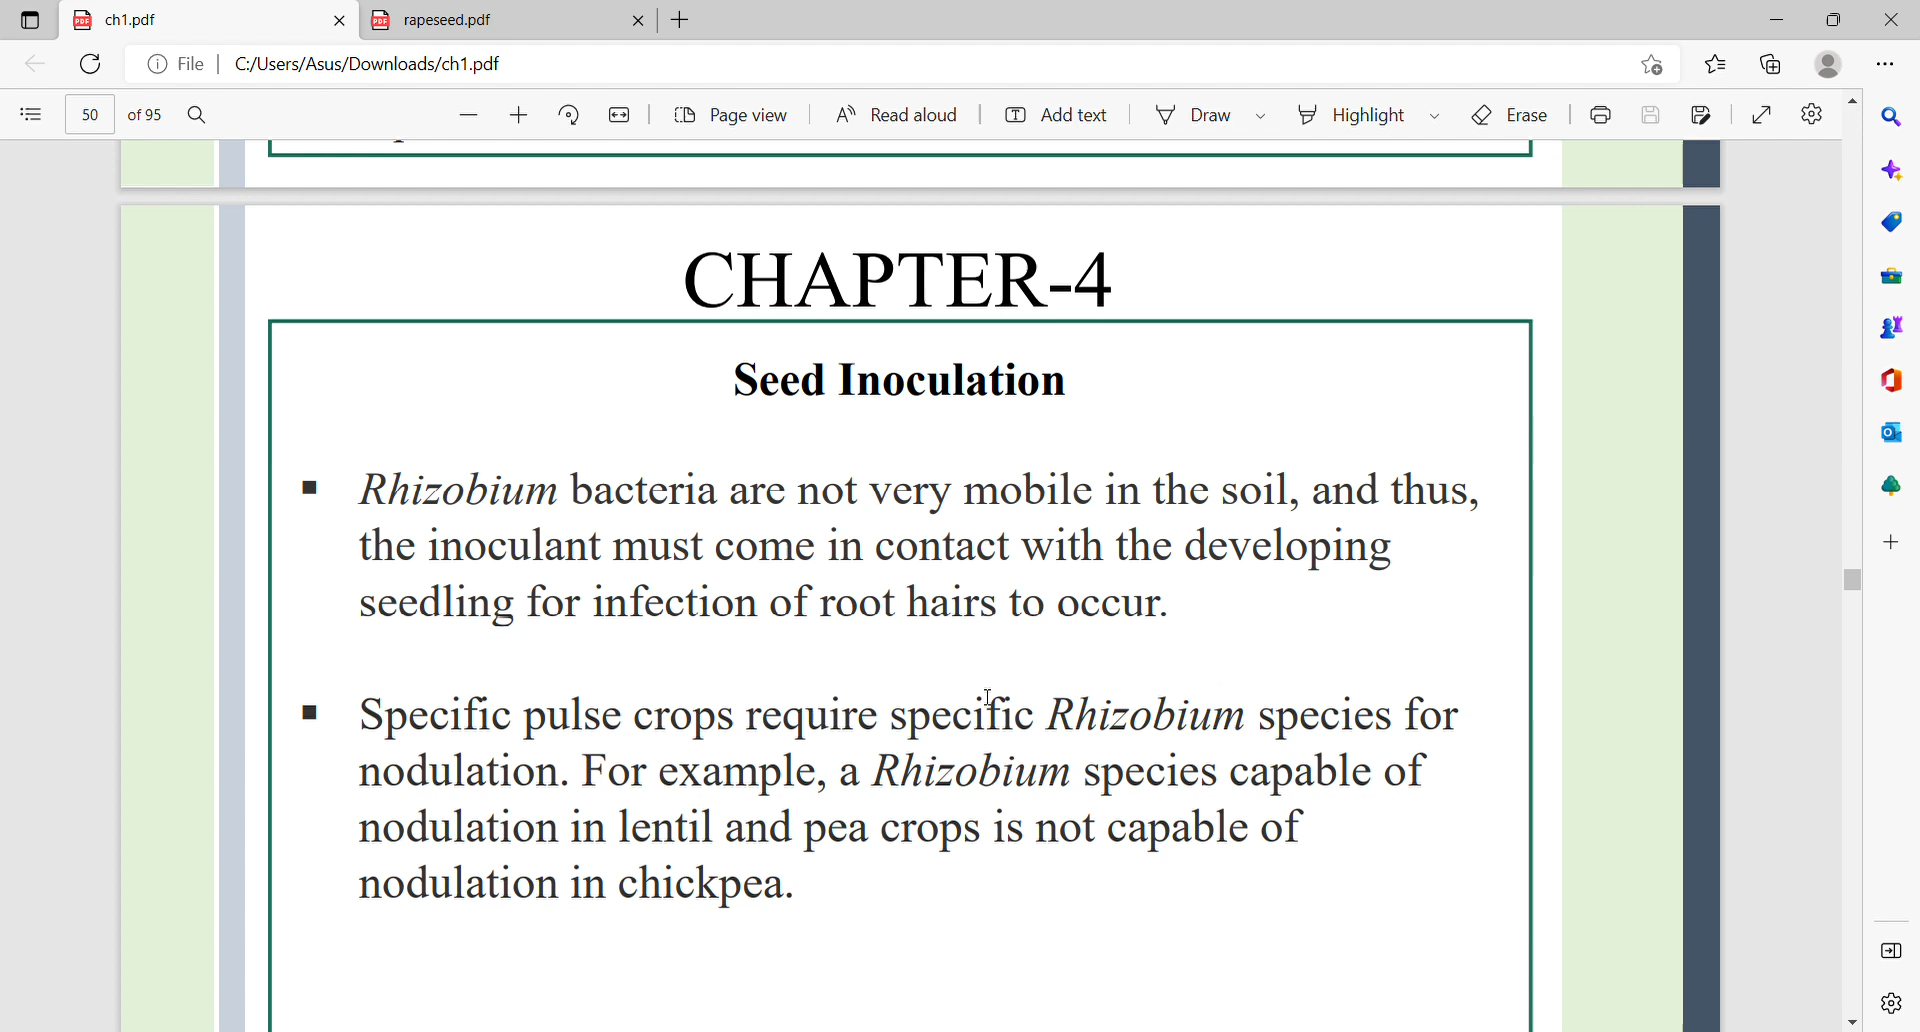 ch1.pdf
rapeseed.pdf
File
C:/Users/Asus/Downloads/ch1.pdf
50 of 95
Page view
Read aloud
Add text
Draw
Highlight
Erase
CHAPTER-4
Seed Inoculation
▪ Rhizobium bacteria are not very mobile in the soil, and thus,
the inoculant must come in contact with the developing
seedling for infection of root hairs to occur.
▪ Specific pulse crops require specific Rhizobium species for
nodulation. For example, a Rhizobium species capable of
nodulation in lentil and pea crops is not capable of
nodulation in chickpea.